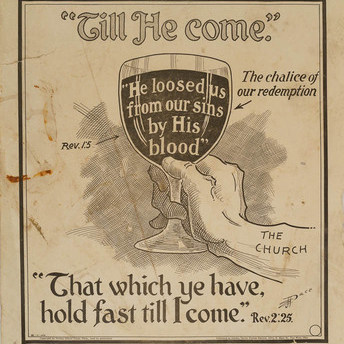 "Till He come."
The chalice of
our redemption
"He loosed us
from our sins
by His
blood"
Rev. 1:5
THE
CHURCH
"That which ye have,
hold fast till I come." Rev. 2:25.
EJPace